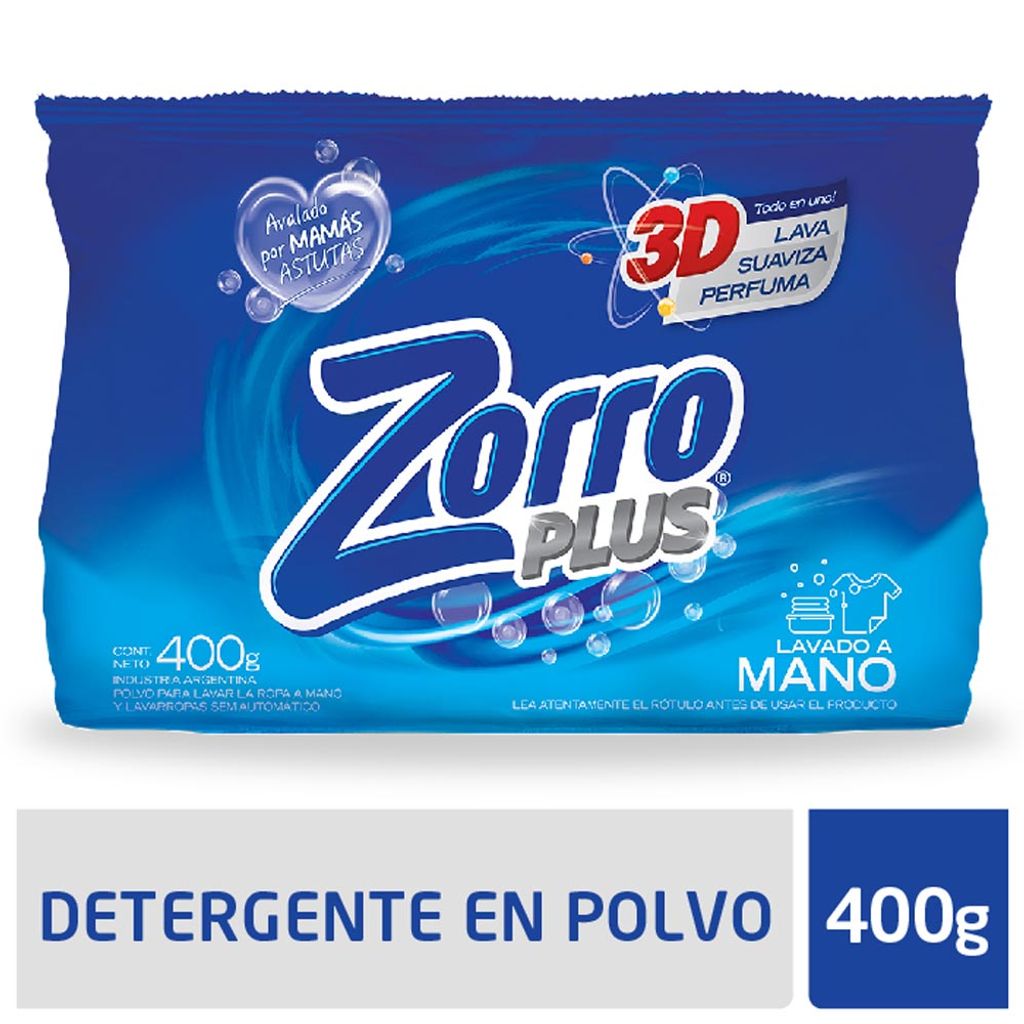 Avalado
por MAMÁS
ASTUTAS
3D
Todo en uno!
LAVA
SUAVIZA
PERFUMA
Zorro
PLUS®
CONT.
NETO 400g
INDUSTRIA ARGENTINA
POLVO PARA LAVAR LA ROPA A MANO
Y LAVARROPAS SEMIAUTOMÁTICO
LAVADO A
MANO
LEA ATENTAMENTE EL RÓTULO ANTES DE USAR EL PRODUCTO
DETERGENTE EN POLVO
400g